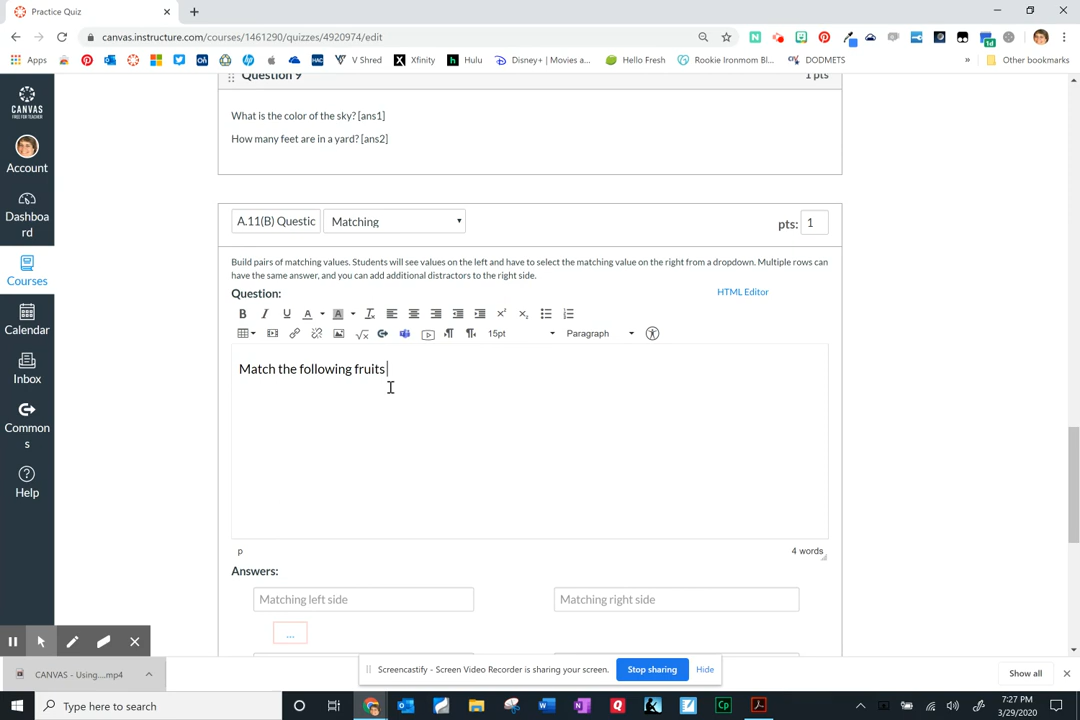 Practice Quiz
canvas.instructure.com/courses/1461290/quizzes/4920974/edit
Apps
V Shred
Xfinity
Hulu
Disney+ | Movies a...
Hello Fresh
Rookie Ironmom Bl...
DODMETS
»
Other bookmarks
CANVAS
FREE FOR TEACHER
Account
Dashboa
rd
Courses
Calendar
Inbox
Common
s
Help
Question 9
1 pts
What is the color of the sky? [ans1]
How many feet are in a yard? [ans2]
A.11(B) Questic
Matching
pts: 1
Build pairs of matching values. Students will see values on the left and have to select the matching value on the right from a dropdown. Multiple rows can
have the same answer, and you can add additional distractors to the right side.
Question:
HTML Editor
15pt
Paragraph
Match the following fruits
p
4 words
Answers:
Matching left side
Matching right side
...
Screencastify - Screen Video Recorder is sharing your screen.
Stop sharing
Hide
CANVAS - Using....mp4
Show all
Type here to search
7:27 PM
3/29/2020